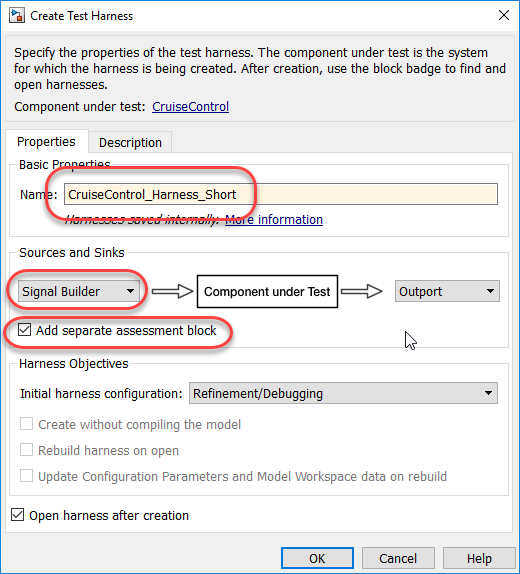 Create Test Harness
Specify the properties of the test harness. The component under test is the system
for which the harness is being created. After creation, use the block badge to find and
open harnesses.
Component under test: CruiseControl
Properties Description
Basic Properties
Name: CruiseControl_Harness_Short
Harnesses saved internally. More information
Sources and Sinks
Signal Builder Component under Test Outport
Add separate assessment block
Harness Objectives
Initial harness configuration: Refinement/Debugging
Create without compiling the model
Rebuild harness on open
Update Configuration Parameters and Model Workspace data on rebuild
Open harness after creation
OK Cancel Help